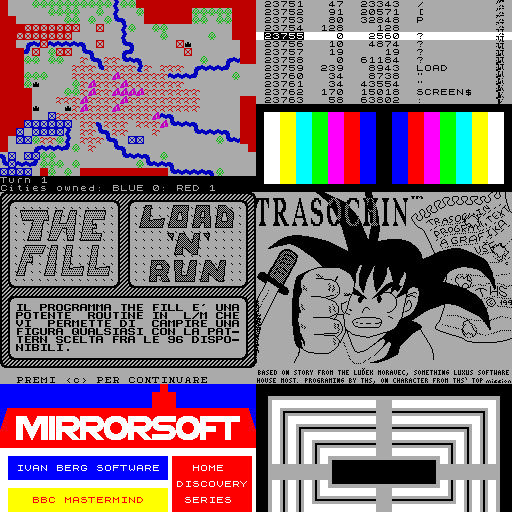 23751 47 23343 /
23752 91 20571 [
23753 80 32848 P
23754 128 128
23755 0 2560 ?
23756 10 4874 ?
23757 19 19 ?
23758 0 61184 ?
23759 239 8944 LOAD
23760 34 8738 "
23761 34 "
23762 170 15018 SCREEN$
23763 58 63802 :
Turn 1
Cities owned: BLUE 0: RED 1
THE FILL
LOAD 'N' RUN
IL PROGRAMMA THE FILL E' UNA
POTENTE ROUTINE IN L/M CHE
VI PERMETTE DI CAMPIRE UNA
FIGURA QUALSIASI CON LA PAT-
TERN SCELTA FRA LE 96 DISPO-
NIBILI.
PREMI <c> PER CONTINUARE
TRASOCHIN
BASED ON STORY FROM THE LUDEK MORAVEC, SOMETHING LUXUS SOFTWARE
HOUSE MOST. PROGRAMING BY THS, ON CHARACTER FROM THS' TOP mission
MIRRORSOFT
IVAN BERG SOFTWARE
BBC MASTERMIND
HOME
DISCOVERY
SERIES